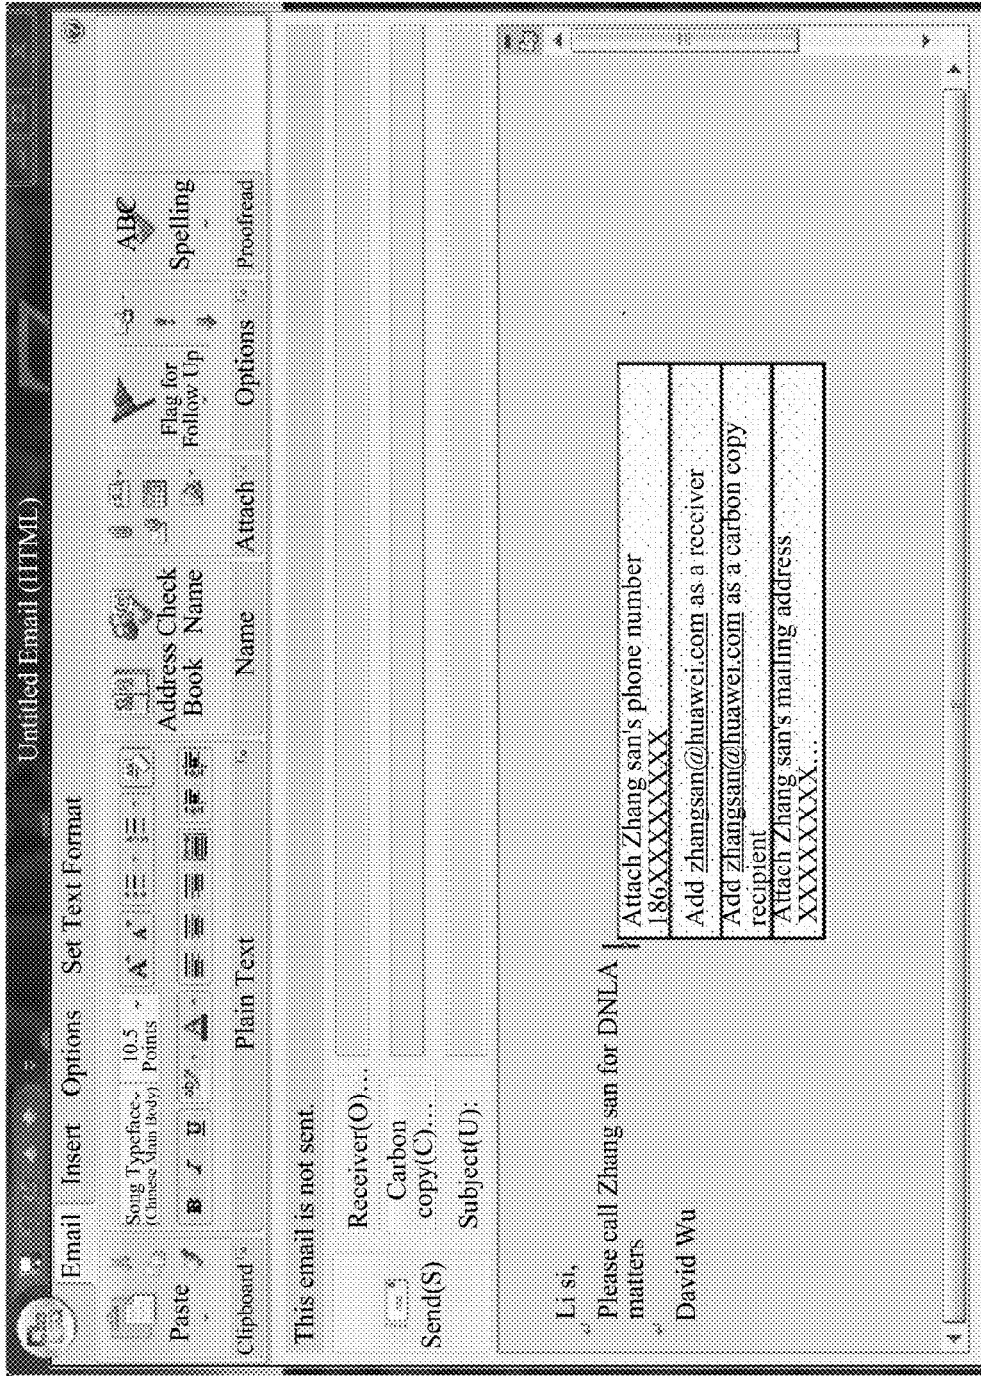 Untitled Email (HTML)
Email Insert Options Set Text Format
Paste
Clipboard
Song Typeface
(Chinese Main Body)
10.5
Points
B I U
A A
Plain Text
Address
Book
Check
Name
Name
Attach
Flag for
Follow Up
Options
ABC
Spelling
Proofread
This email is not sent.
Send(S)
Receiver(O)...
Carbon
copy(C)...
Subject(U):
Li si,
Please call Zhang san for DNLA
matters
David Wu
Attach Zhang san's phone number
186XXXXXXXX
Add zhangsan@huawei.com as a receiver
Add zhangsan@huawei.com as a carbon copy
recipient
Attach Zhang san's mailing address
XXXXXXXX...